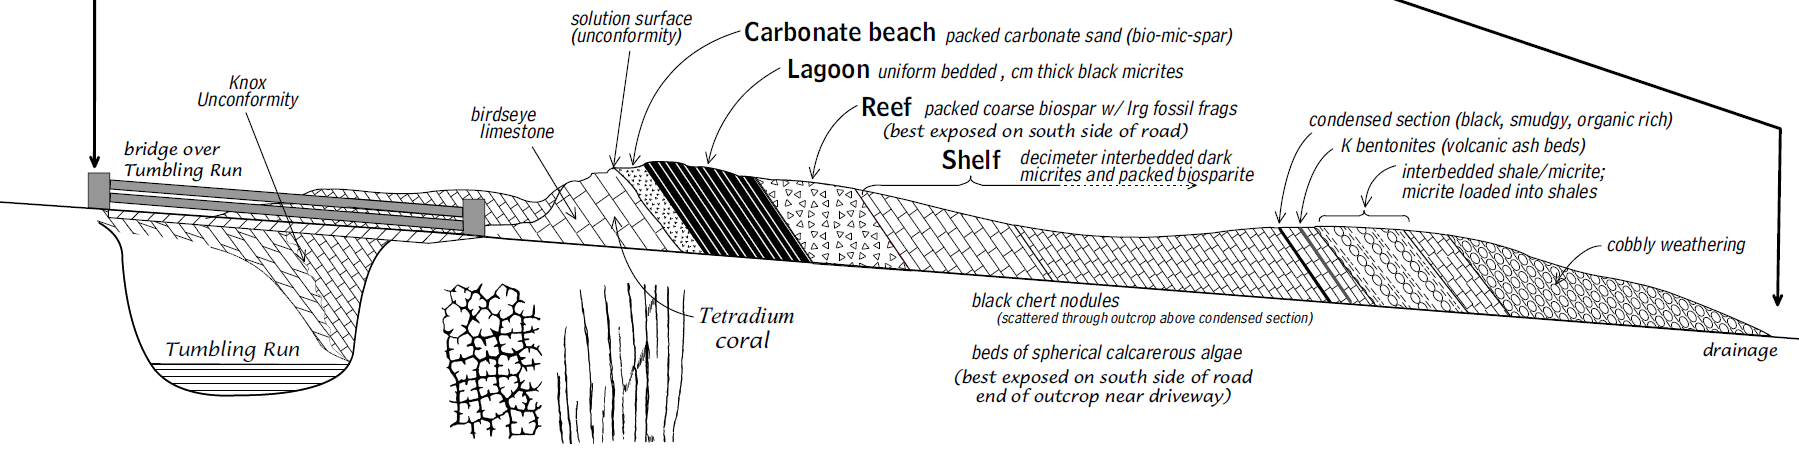 solution surface
(unconformity)
Carbonate beach packed carbonate sand (bio-mic-spar)
Lagoon uniform bedded , cm thick black micrites
Knox
Unconformity
birdseye
limestone
Reef packed coarse biospar w/ lrg fossil frags
(best exposed on south side of road)
condensed section (black, smudgy, organic rich)
K bentonites (volcanic ash beds)
bridge over
Tumbling Run
Shelf decimeter interbedded dark
micrites and packed biosparite
interbedded shale/micrite;
micrite loaded into shales
cobbly weathering
black chert nodules
(scattered through outcrop above condensed section)
Tetradium
coral
Tumbling Run
beds of spherical calcarerous algae
(best exposed on south side of road
end of outcrop near driveway)
drainage